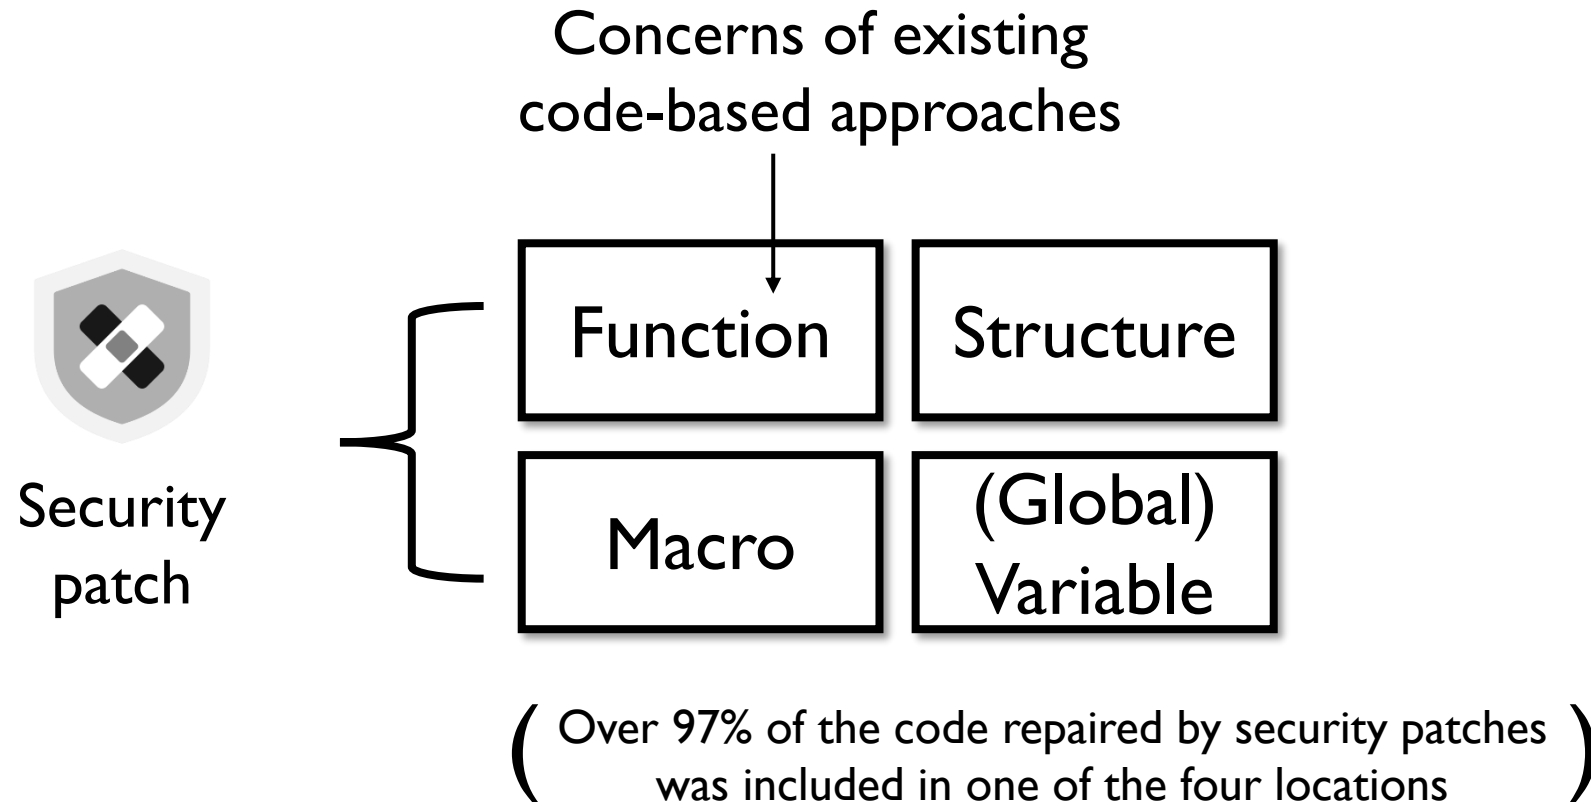 Concerns of existing
code-based approaches
Function
Structure
Security
patch
Macro
(Global)
Variable
( Over 97% of the code repaired by security patches )
was included in one of the four locations